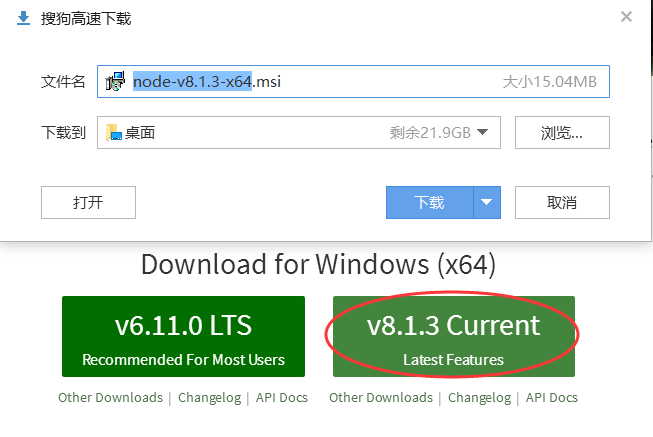 搜狗高速下载
文件名 node-v8.1.3-x64.msi 大小15.04MB
下载到 桌面 剩余21.9GB 浏览...
打开 下载 取消
Download for Windows (x64)
v6.11.0 LTS
Recommended For Most Users
v8.1.3 Current
Latest Features
Other Downloads | Changelog | API Docs
Other Downloads | Changelog | API Docs